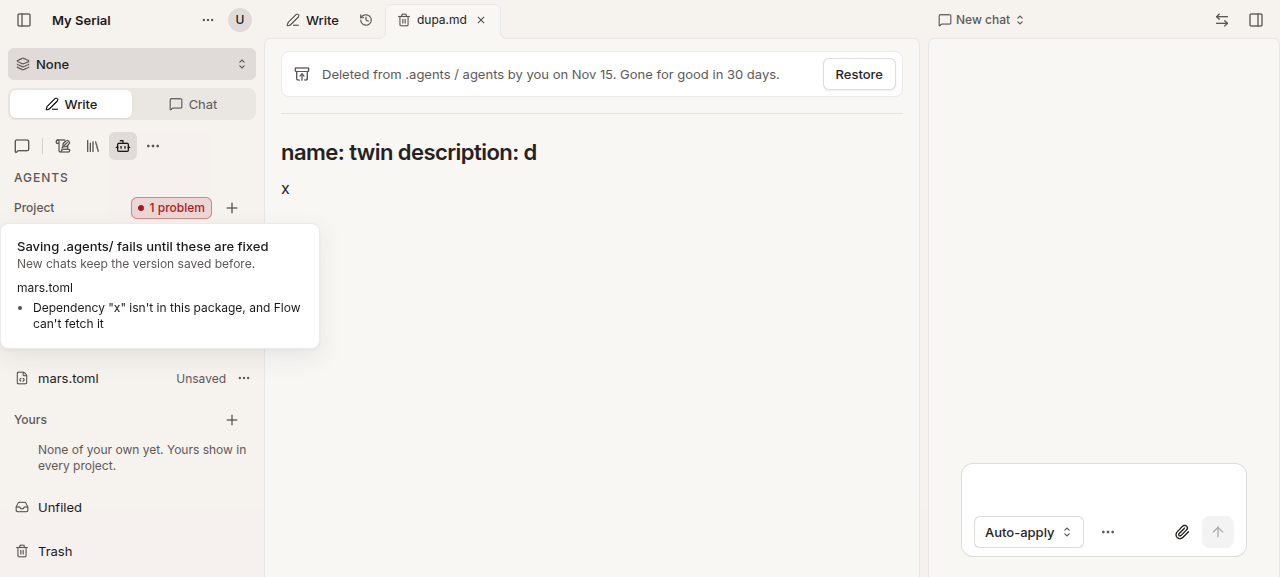 My Serial
U
Write
dupa.md
New chat
None
Write
Chat
Deleted from .agents / agents by you on Nov 15. Gone for good in 30 days.
Restore
name: twin description: d
x
AGENTS
Project
1 problem
Saving .agents/ fails until these are fixed
New chats keep the version saved before.
mars.toml
Dependency "x" isn't in this package, and Flow
can't fetch it
mars.toml
Unsaved
Yours
None of your own yet. Yours show in
every project.
Unfiled
Trash
Auto-apply